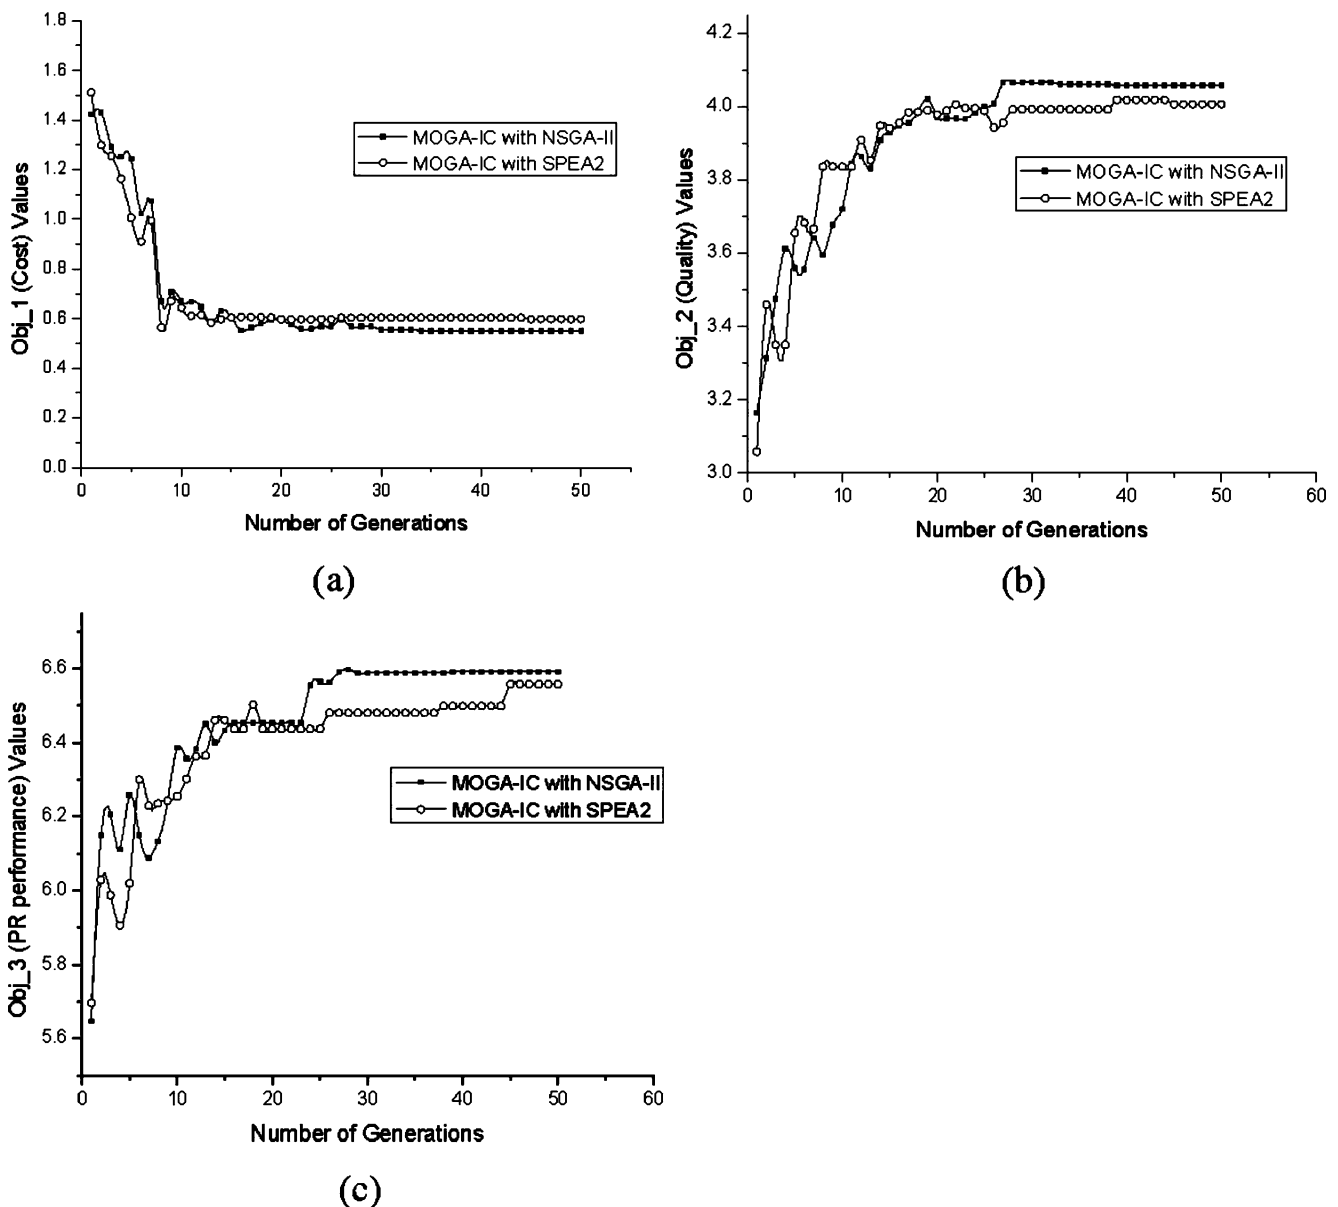 1.8
1.6
1.4
1.2
1.0
0.8
0.6
0.4
0.2
0.0
Obj_1 (Cost) Values
MOGA-IC with NSGA-II
MOGA-IC with SPEA2
0 10 20 30 40 50
Number of Generations
(a)
4.2
4.0
3.8
3.6
3.4
3.2
3.0
Obj_2 (Quality) Values
MOGA-IC with NSGA-II
MOGA-IC with SPEA2
0 10 20 30 40 50 60
Number of Generations
(b)
6.6
6.4
6.2
6.0
5.8
5.6
Obj_3 (PR performance) Values
MOGA-IC with NSGA-II
MOGA-IC with SPEA2
0 10 20 30 40 50 60
Number of Generations
(c)